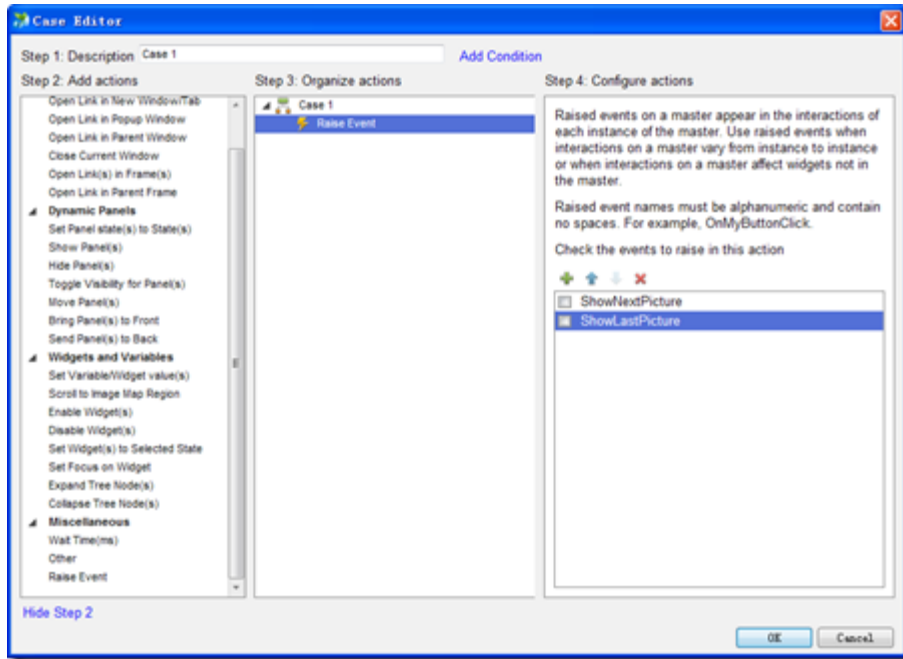 Case Editor
Step 1: Description Case 1 Add Condition
Step 2: Add actions
Open Link in New Window/Tab
Open Link in Popup Window
Open Link in Parent Window
Close Current Window
Open Link(s) in Frame(s)
Open Link in Parent Frame
Dynamic Panels
Set Panel state(s) to State(s)
Show Panel(s)
Hide Panel(s)
Toggle Visibility for Panel(s)
Move Panel(s)
Bring Panel(s) to Front
Send Panel(s) to Back
Widgets and Variables
Set Variable/Widget value(s)
Scroll to Image Map Region
Enable Widget(s)
Disable Widget(s)
Set Widget(s) to Selected State
Set Focus on Widget
Expand Tree Node(s)
Collapse Tree Node(s)
Miscellaneous
Wait Time(ms)
Other
Raise Event
Hide Step 2
Step 3: Organize actions
Case 1
Raise Event
Step 4: Configure actions
Raised events on a master appear in the interactions of
each instance of the master. Use raised events when
interactions on a master vary from instance to instance
or when interactions on a master affect widgets not in
the master.
Raised event names must be alphanumeric and contain
no spaces. For example, OnMyButtonClick.
Check the events to raise in this action
ShowNextPicture
ShowLastPicture
OK Cancel